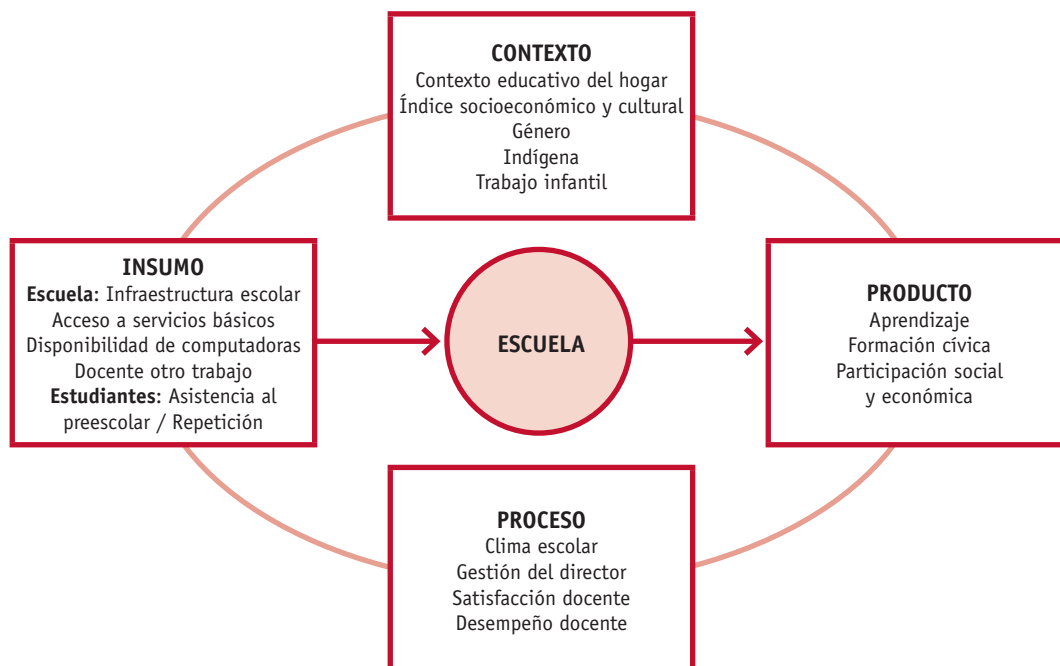 CONTEXTO
Contexto educativo del hogar
Índice socioeconómico y cultural
Género
Indígena
Trabajo infantil
INSUMO
Escuela: Infraestructura escolar
Acceso a servicios básicos
Disponibilidad de computadoras
Docente otro trabajo
Estudiantes: Asistencia al
preescolar / Repetición
ESCUELA
PRODUCTO
Aprendizaje
Formación cívica
Participación social
y económica
PROCESO
Clima escolar
Gestión del director
Satisfacción docente
Desempeño docente